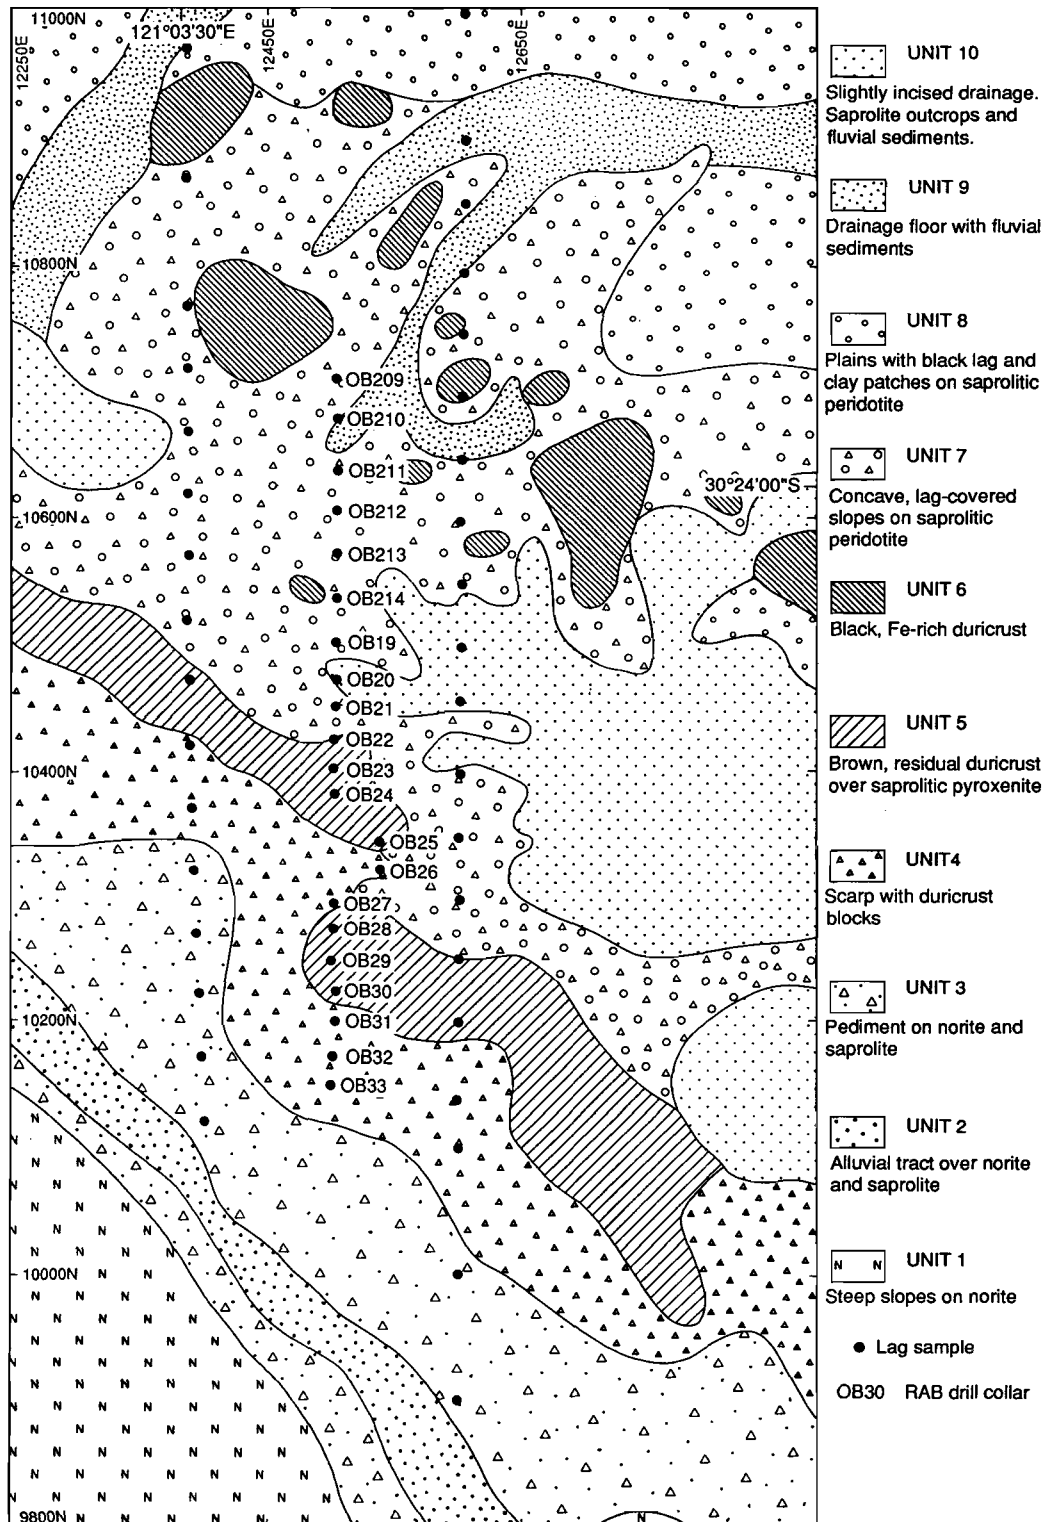 11000N
121°03'30"E
12250E
12450E
12650E
10800N
OB209
OB210
OB211
30°24'00"S
OB212
10600N
OB213
OB214
OB19
OB20
OB21
OB22
OB23
10400N
OB24
OB25
OB26
OB27
OB28
OB29
OB30
OB31
10200N
OB32
OB33
10000N
9800N
UNIT 10
Slightly incised drainage.
Saprolite outcrops and
fluvial sediments.
UNIT 9
Drainage floor with fluvial
sediments
UNIT 8
Plains with black lag and
clay patches on saprolitic
peridotite
UNIT 7
Concave, lag-covered
slopes on saprolitic
peridotite
UNIT 6
Black, Fe-rich duricrust
UNIT 5
Brown, residual duricrust
over saprolitic pyroxenite
UNIT4
Scarp with duricrust
blocks
UNIT 3
Pediment on norite and
saprolite
UNIT 2
Alluvial tract over norite
and saprolite
N N UNIT 1
Steep slopes on norite
Lag sample
OB30 RAB drill collar